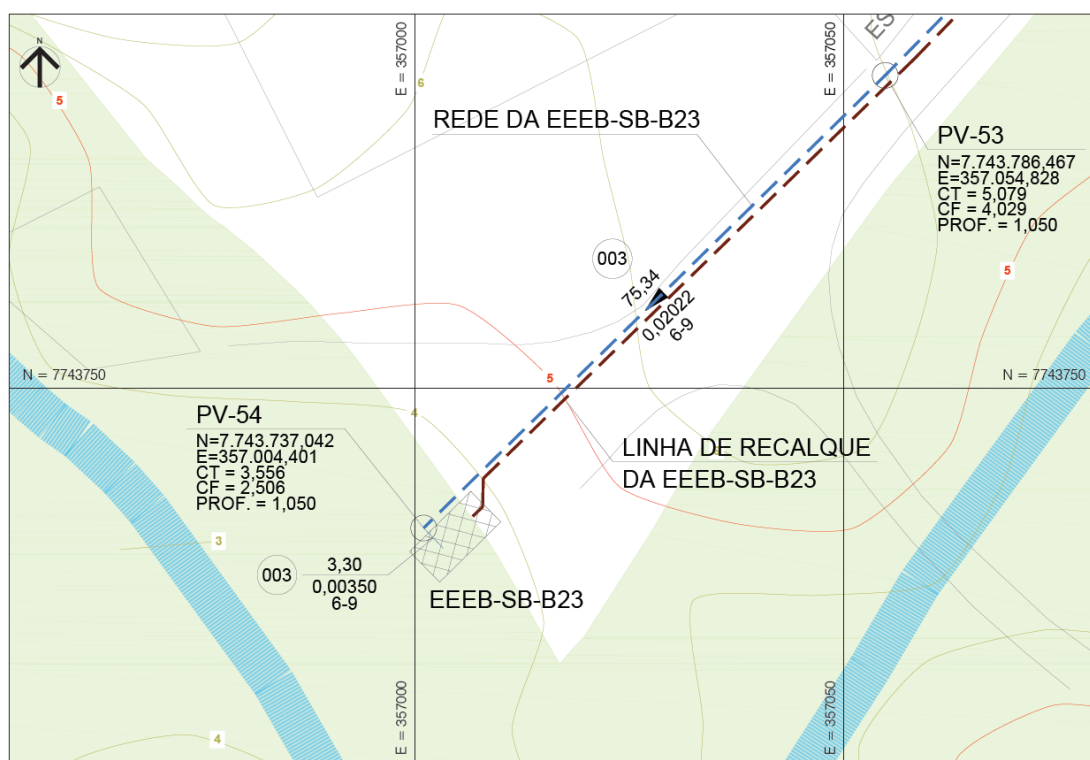 N
E = 357000
E = 357050
ES
6
5
REDE DA EEEB-SB-B23
PV-53
N=7.743.786,467
E=357.054,828
CT = 5,079
CF = 4,029
PROF. = 1,050
003
75,34
0,02022
6-9
5
N = 7743750
N = 7743750
5
4
PV-54
N=7.743.737,042
E=357.004,401
CT = 3,556
CF = 2,506
PROF. = 1,050
LINHA DE RECALQUE
DA EEEB-SB-B23
3
003
3,30
0,00350
6-9
EEEB-SB-B23
4
E = 357000
E = 357050